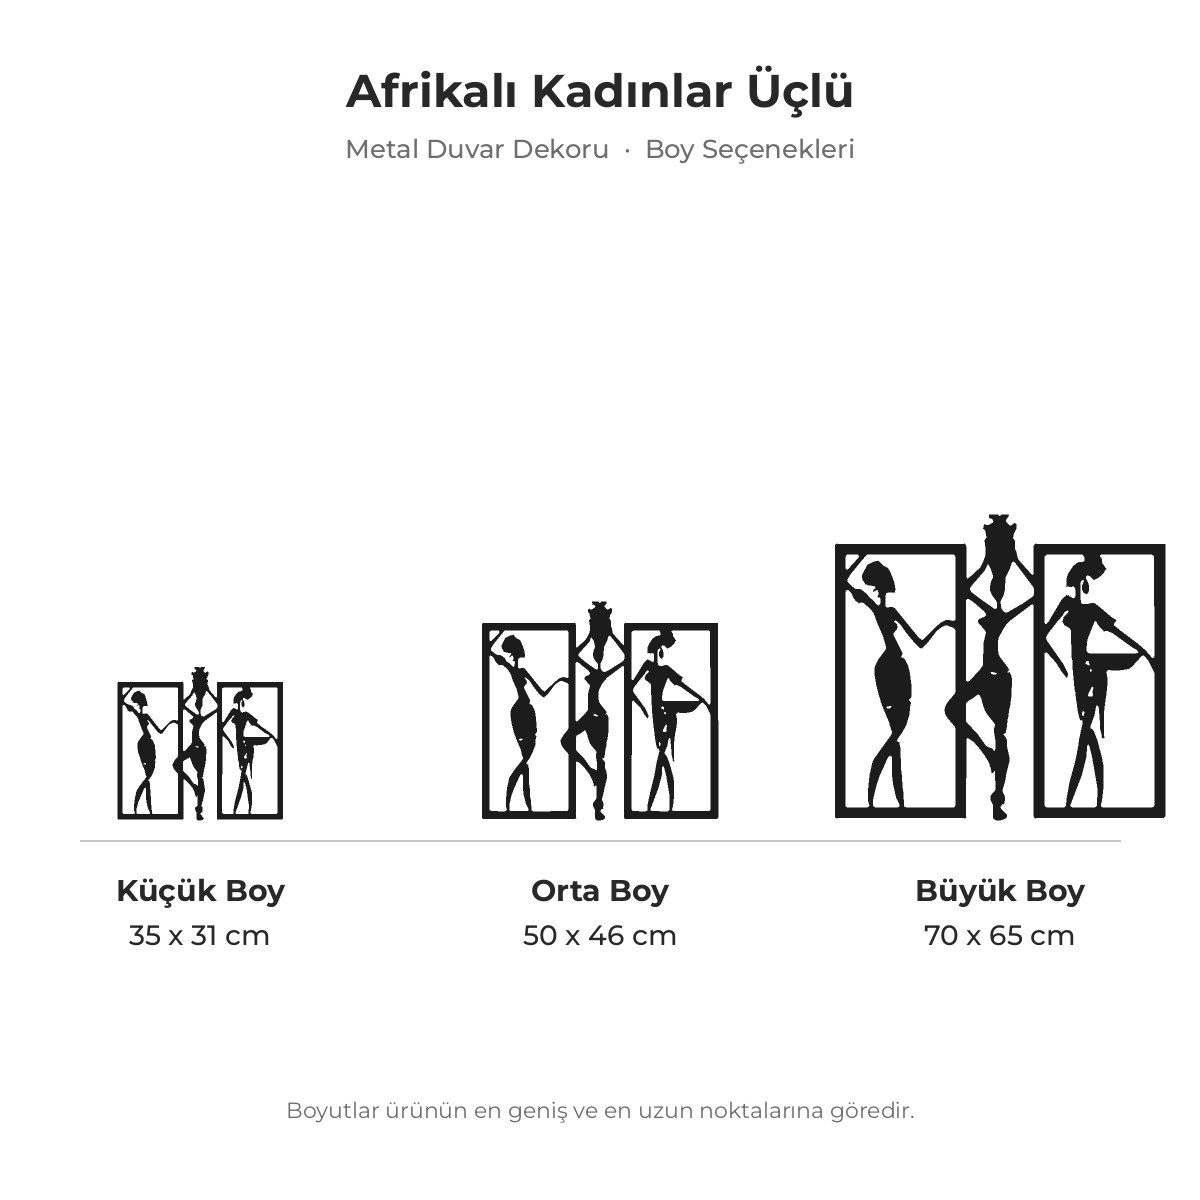 Afrikalı Kadınlar Üçlü
Metal Duvar Dekoru · Boy Seçenekleri
Küçük Boy
35 x 31 cm
Orta Boy
50 x 46 cm
Büyük Boy
70 x 65 cm
Boyutlar ürünün en geniş ve en uzun noktalarına göredir.